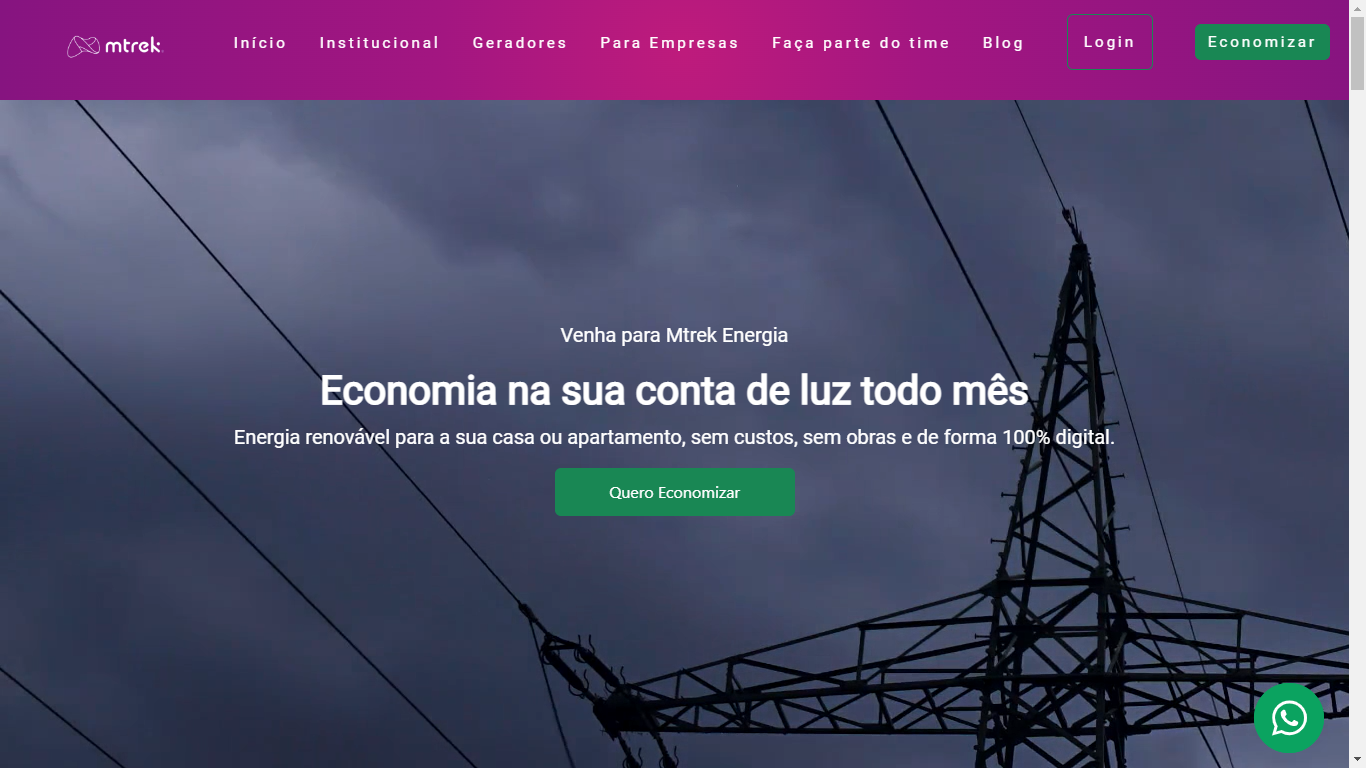 mtrek
Início
Institucional
Geradores
Para Empresas
Faça parte do time
Blog
Login
Economizar
Venha para Mtrek Energia
Economia na sua conta de luz todo mês
Energia renovável para a sua casa ou apartamento, sem custos, sem obras e de forma 100% digital.
Quero Economizar